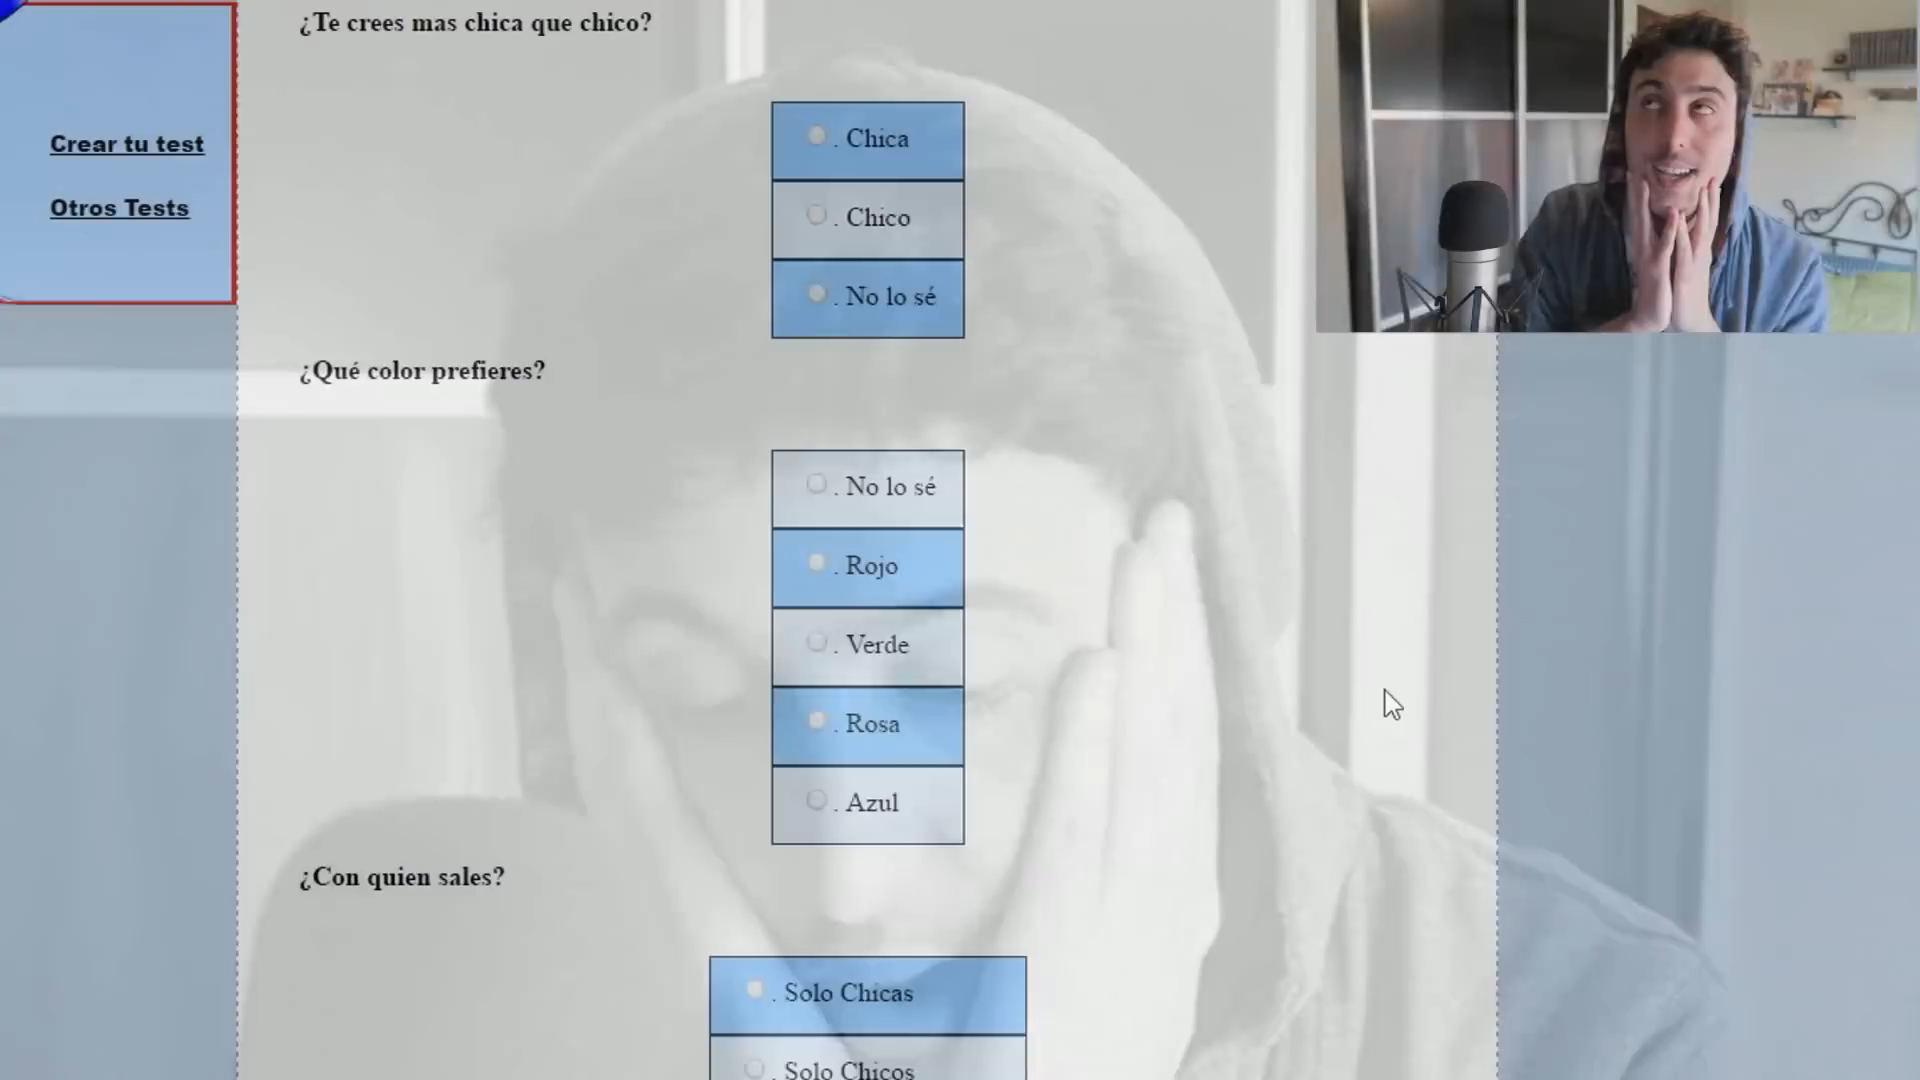 ¿Te crees mas chica que chico?
Crear tu test
Otros Tests
. Chica
. Chico
. No lo sé
¿Qué color prefieres?
. No lo sé
. Rojo
. Verde
. Rosa
. Azul
¿Con quien sales?
. Solo Chicas
. Solo Chicos